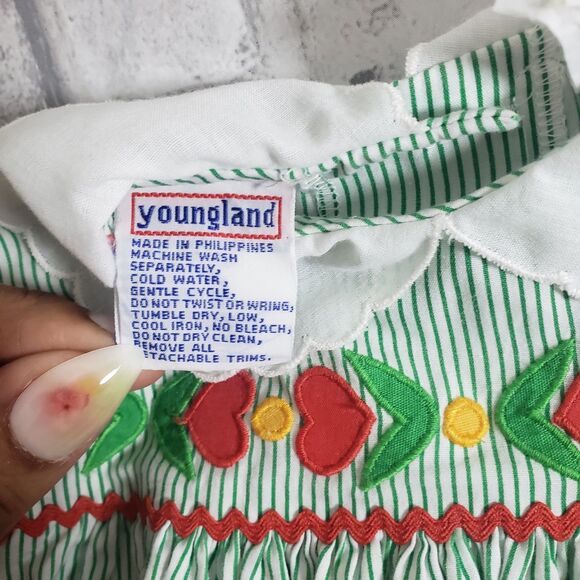 youngland
MADE IN PHILIPPINES
MACHINE WASH
SEPARATELY,
COLD WATER,
GENTLE CYCLE,
DO NOT TWIST OR WRING,
TUMBLE DRY, LOW,
COOL IRON, NO BLEACH,
DO NOT DRY CLEAN,
REMOVE ALL
ETACHABLE TRIMS.